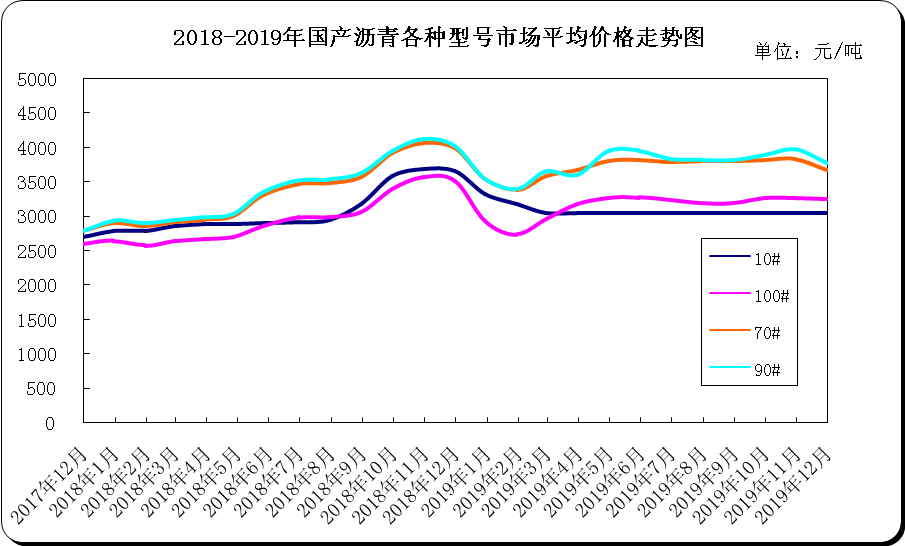 2018-2019年国产沥青各种型号市场平均价格走势图
单位：元/吨
5000
4500
4000
3500
3000
2500
2000
1500
1000
500
0
10#
100#
70#
90#
2017年12月
2018年1月
2018年2月
2018年3月
2018年4月
2018年5月
2018年6月
2018年7月
2018年8月
2018年9月
2018年10月
2018年11月
2018年12月
2019年1月
2019年2月
2019年3月
2019年4月
2019年5月
2019年6月
2019年7月
2019年8月
2019年9月
2019年10月
2019年11月
2019年12月